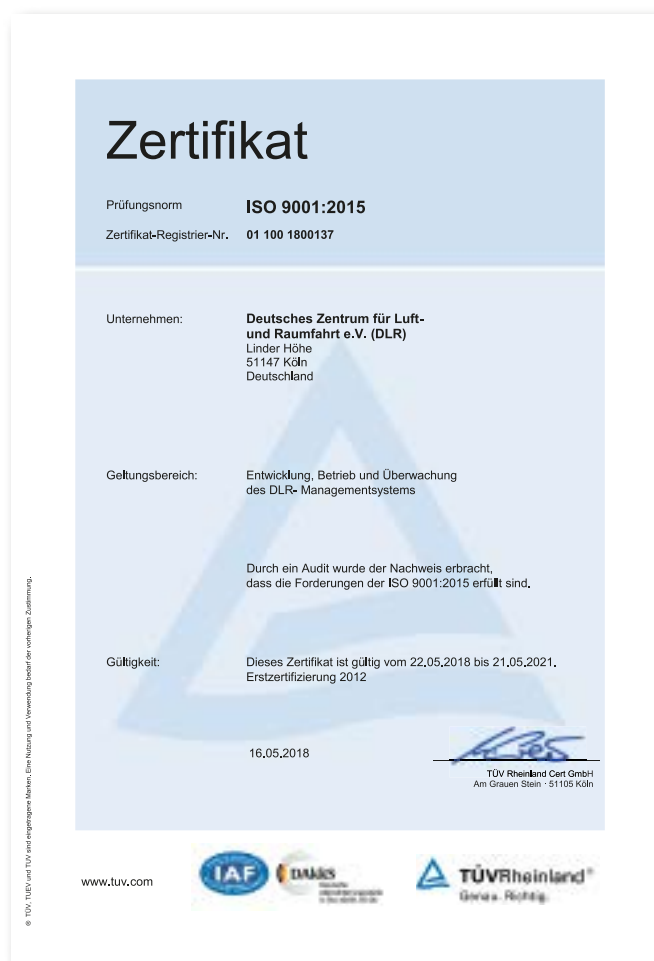 Zertifikat
Prüfungsnorm ISO 9001:2015
Zertifikat-Registrier-Nr. 01 100 1800137
Unternehmen: Deutsches Zentrum für Luft-
und Raumfahrt e.V. (DLR)
Linder Höhe
51147 Köln
Deutschland
Geltungsbereich: Entwicklung, Betrieb und Überwachung
des DLR- Managementsystems
Durch ein Audit wurde der Nachweis erbracht,
dass die Forderungen der ISO 9001:2015 erfüllt sind.
Gültigkeit: Dieses Zertifikat ist gültig vom 22.05.2018 bis 21.05.2021.
Erstzertifizierung 2012
16.05.2018
TÜV Rheinland Cert GmbH
Am Grauen Stein · 51105 Köln
® TÜV, TUEV und TUV sind eingetragene Marken. Eine Nutzung und Verwendung bedarf der vorherigen Zustimmung.
www.tuv.com
IAF
DAkkS
TÜVRheinland®
Genau. Richtig.